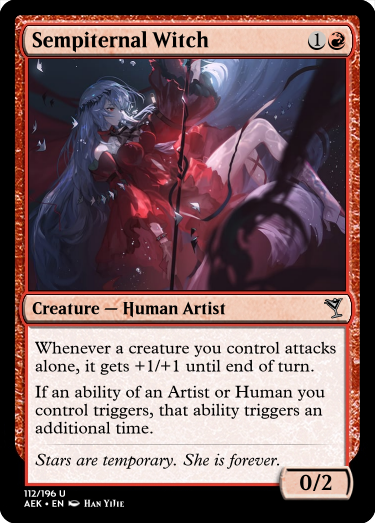 Sempiternal Witch
1
Creature — Human Artist
Whenever a creature you control attacks
alone, it gets +1/+1 until end of turn.
If an ability of an Artist or Human you
control triggers, that ability triggers an
additional time.
Stars are temporary. She is forever.
0/2
112/196 U
AEK • EN Han Yijie